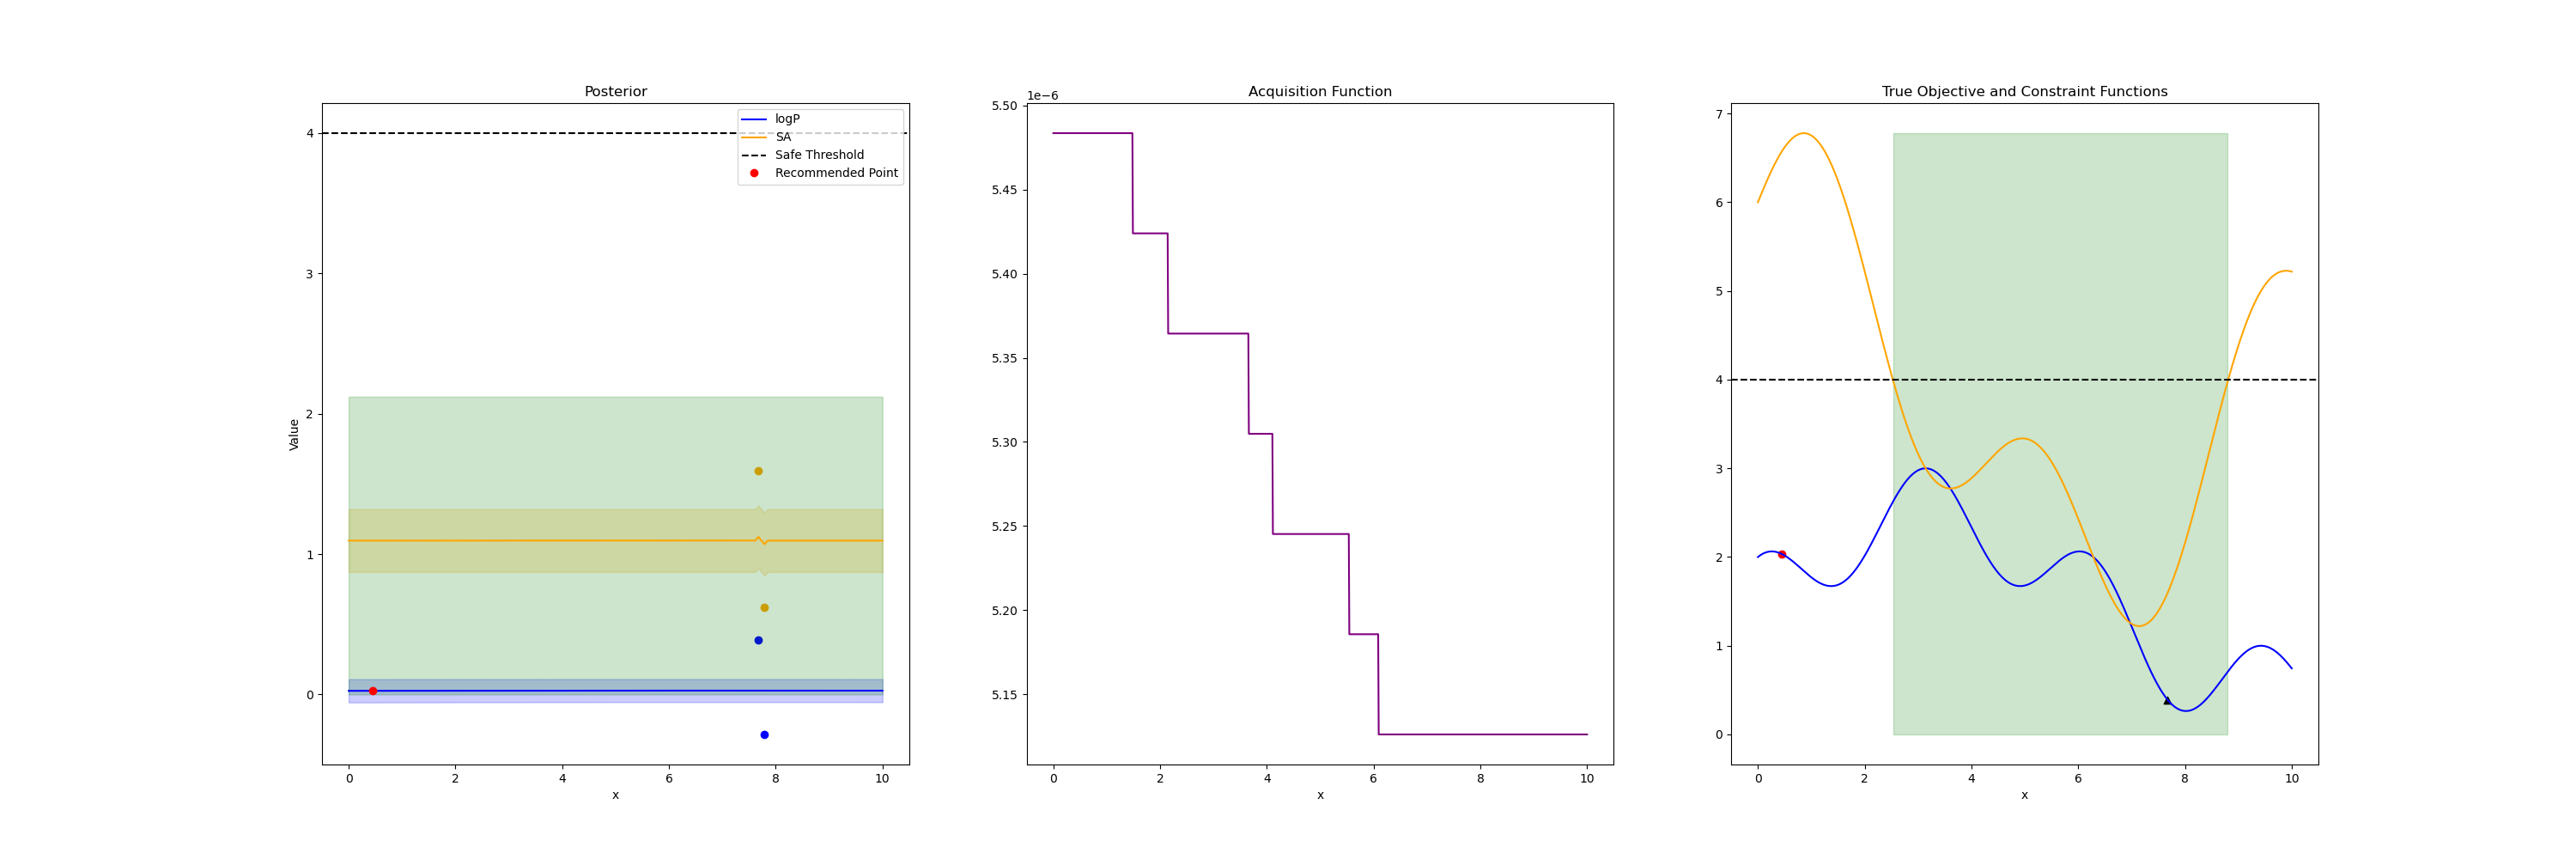 Posterior
4
3
2
1
0
Value
0 2 4 6 8 10
x
logP
SA
Safe Threshold
Recommended Point
Acquisition Function
1e−6
5.50
5.45
5.40
5.35
5.30
5.25
5.20
5.15
0 2 4 6 8 10
x
True Objective and Constraint Functions
7
6
5
4
3
2
1
0
0 2 4 6 8 10
x